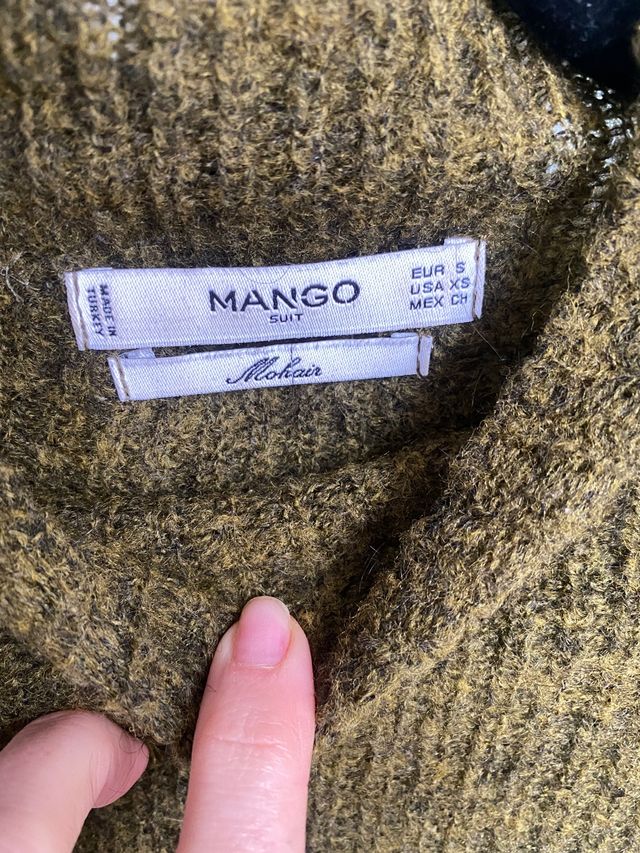 MADE IN
TURKEY
MANGO
SUIT
EUR S
USA XS
MEX CH
Mohair